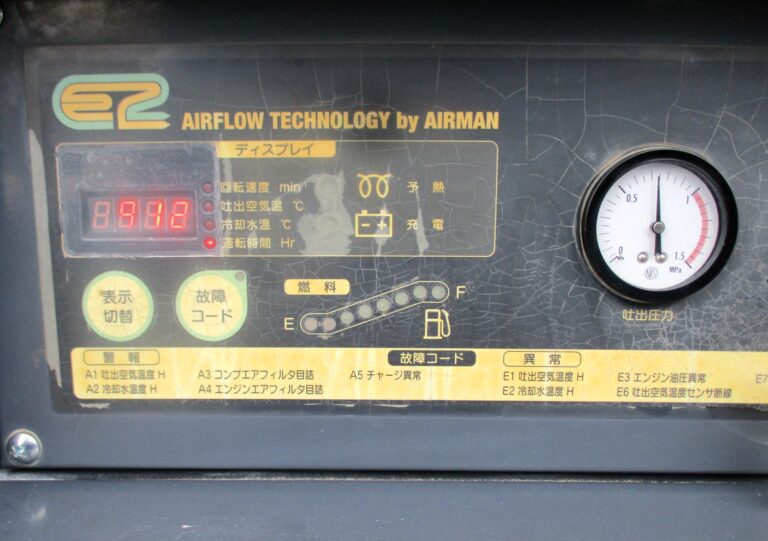 E2
AIRFLOW TECHNOLOGY by AIRMAN
ディスプレイ
912
回転速度 min
吐出空気温 ℃
冷却水温 ℃
運転時間 Hr
予熱
充電
表示
切替
故障
コード
燃料
E
F
0
0.5
1
1.5
MPa
吐出圧力
警報
故障コード
異常
A1 吐出空気温度 H
A2 冷却水温度 H
A3 コンプエアフィルタ目詰
A4 エンジンエアフィルタ目詰
A5 チャージ異常
E1 吐出空気温度 H
E2 冷却水温度 H
E3 エンジン油圧異常
E6 吐出空気温度センサ断線
E7